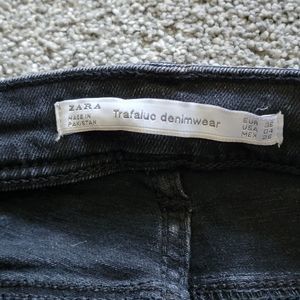 ZARA
MADE IN
PAKISTAN
Trafaluc denimwear
EUR 36
USA 04
MEX 26